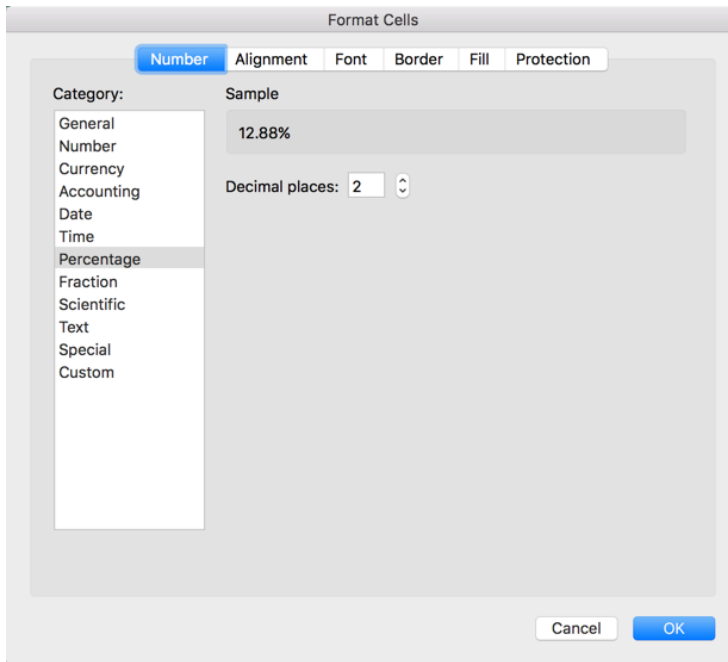 Format Cells
Number Alignment Font Border Fill Protection
Category:
General
Number
Currency
Accounting
Date
Time
Percentage
Fraction
Scientific
Text
Special
Custom
Sample
12.88%
Decimal places: 2
Cancel OK